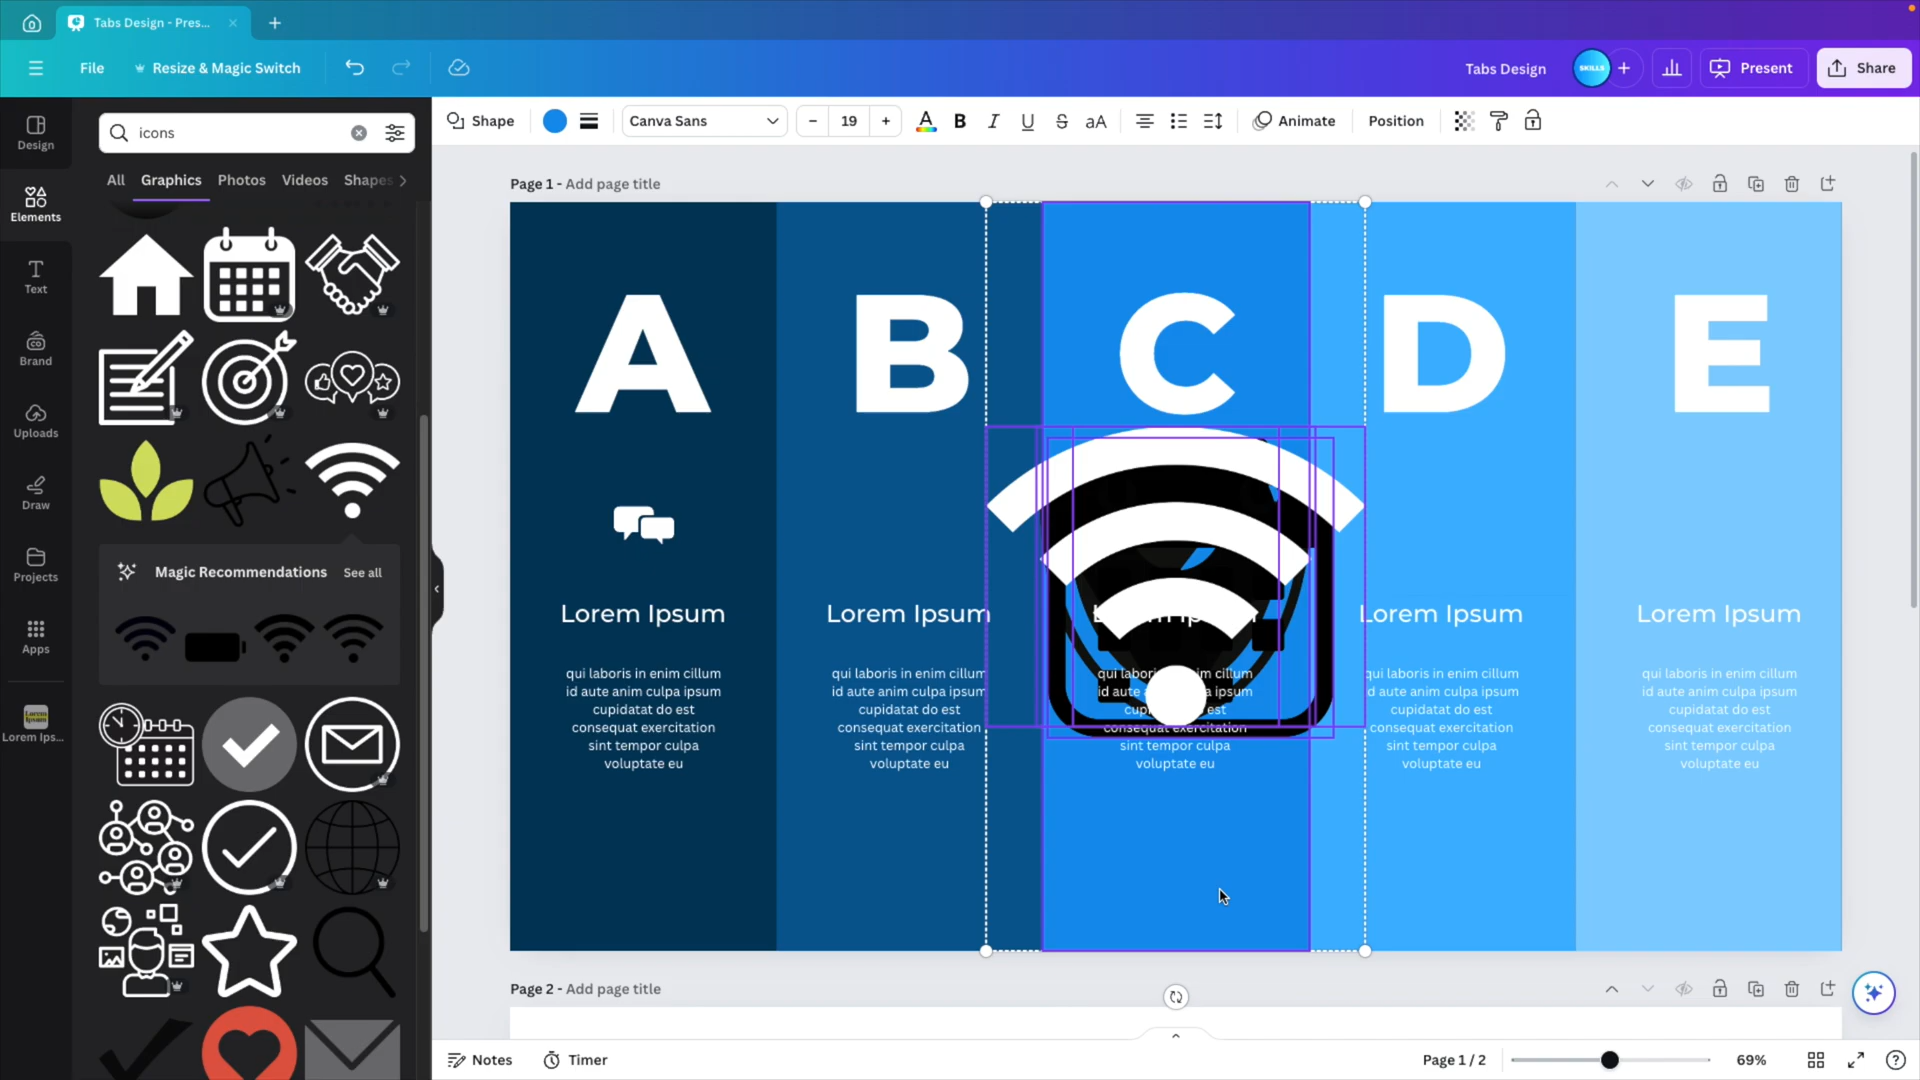 Tabs Design - Pres...
File
Resize & Magic Switch
Tabs Design
SKILLS
Present
Share
Design
Elements
Text
Brand
Uploads
Draw
Projects
Apps
Lorem Ipsum
Lorem Ips...
icons
All
Graphics
Photos
Videos
Shapes
Magic Recommendations
See all
Shape
Canva Sans
19
B
I
U
S
aA
Animate
Position
Page 1 - Add page title
A
B
C
D
E
Lorem Ipsum
Lorem Ipsum
Lorem Ipsum
Lorem Ipsum
qui laboris in enim cillum
id aute anim culpa ipsum
cupidatat do est
consequat exercitation
sint tempor culpa
voluptate eu
qui laboris in enim cillum
id aute anim culpa ipsum
cupidatat do est
consequat exercitation
sint tempor culpa
voluptate eu
qui laboris in enim cillum
id aute a culpa ipsum
est
consequat exercitation
sint tempor culpa
voluptate eu
qui laboris in enim cillum
id aute anim culpa ipsum
cupidatat do est
consequat exercitation
sint tempor culpa
voluptate eu
qui laboris in enim cillum
id aute anim culpa ipsum
cupidatat do est
consequat exercitation
sint tempor culpa
voluptate eu
Page 2 - Add page title
Notes
Timer
Page 1 / 2
69%